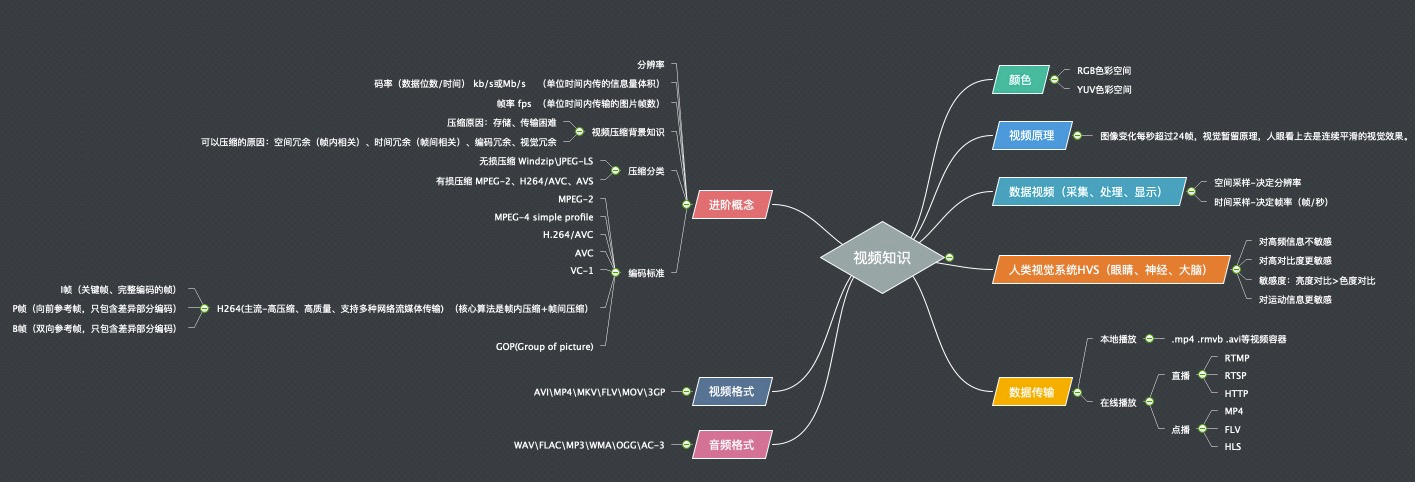 视频知识
颜色
RGB色彩空间
YUV色彩空间
视频原理
图像变化每秒超过24帧，视觉暂留原理，人眼看上去是连续平滑的视觉效果。
数据视频（采集、处理、显示）
空间采样-决定分辨率
时间采样-决定帧率（帧/秒）
人类视觉系统HVS（眼睛、神经、大脑）
对高频信息不敏感
对高对比度更敏感
敏感度：亮度对比>色度对比
对运动信息更敏感
数据传输
本地播放
.mp4 .rmvb .avi等视频容器
在线播放
直播
RTMP
RTSP
HTTP
点播
MP4
FLV
HLS
进阶概念
分辨率
码率（数据位数/时间） kb/s或Mb/s （单位时间内传的信息量体积）
帧率 fps （单位时间内传输的图片帧数）
视频压缩背景知识
压缩原因：存储、传输困难
可以压缩的原因：空间冗余（帧内相关）、时间冗余（帧间相关）、编码冗余、视觉冗余
压缩分类
无损压缩 Windzip\JPEG-LS
有损压缩 MPEG-2、H264/AVC、AVS
编码标准
MPEG-2
MPEG-4 simple profile
H.264/AVC
AVC
VC-1
H264(主流-高压缩、高质量、支持多种网络流媒体传输) （核心算法是帧内压缩+帧间压缩）
I帧（关键帧、完整编码的帧）
P帧（向前参考帧，只包含差异部分编码）
B帧（双向参考帧，只包含差异部分编码）
GOP(Group of picture)
视频格式
AVI\MP4\MKV\FLV\MOV\3GP
音频格式
WAV\FLAC\MP3\WMA\OGG\AC-3